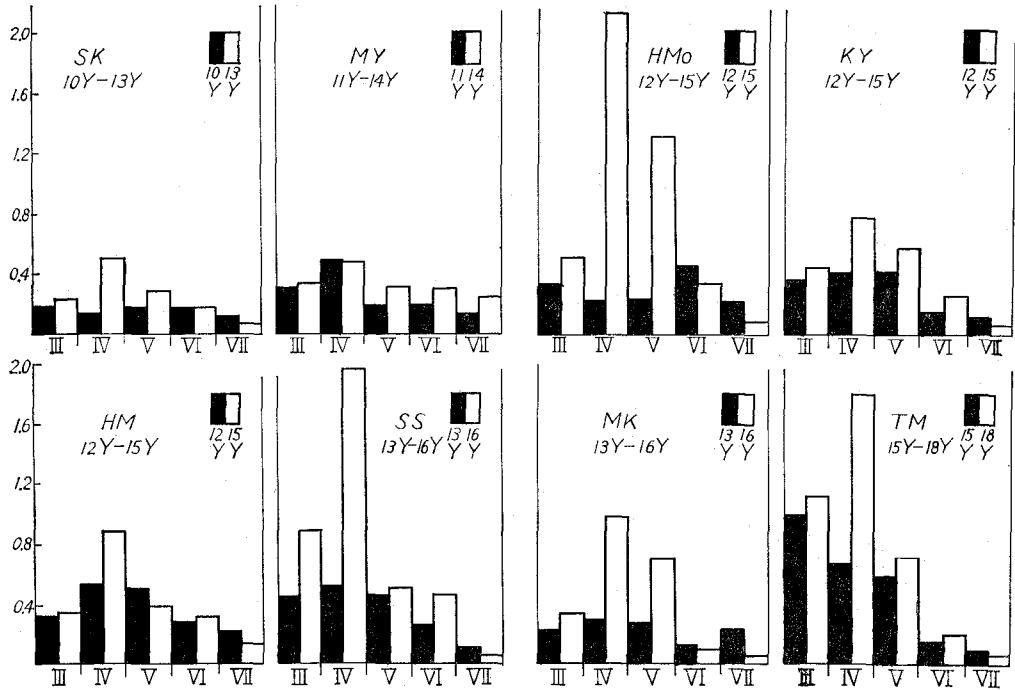 2.0
1.6
1.2
0.8
0.4
SK
10Y-13Y
10 13
Y Y
III IV V VI VII
MY
11Y-14Y
11 14
Y Y
III IV V VI VII
HMo
12Y-15Y
12 15
Y Y
III IV V VI VII
KY
12Y-15Y
12 15
Y Y
III IV V VI VII
2.0
1.6
1.2
0.8
0.4
HM
12Y-15Y
12 15
Y Y
III IV V VI VII
SS
13Y-16Y
13 16
Y Y
III IV V VI VII
MK
13Y-16Y
13 16
Y Y
III IV V VI VII
TM
15Y-18Y
15 18
Y Y
III IV V VI VII